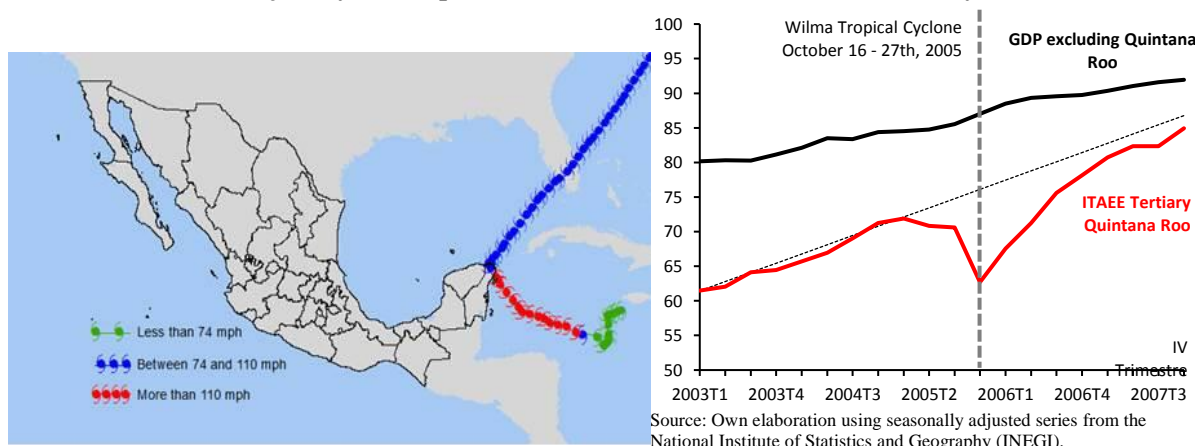 Less than 74 mph
Between 74 and 110 mph
More than 110 mph
Wilma Tropical Cyclone
October 16 - 27th, 2005
GDP excluding Quintana
Roo
ITAEE Tertiary
Quintana Roo
IV
Trimestre
100
95
90
85
80
75
70
65
60
55
50
2003T1 2003T4 2004T3 2005T2 2006T1 2006T4 2007T3
Source: Own elaboration using seasonally adjusted series from the
National Institute of Statistics and Geography (INEGI).